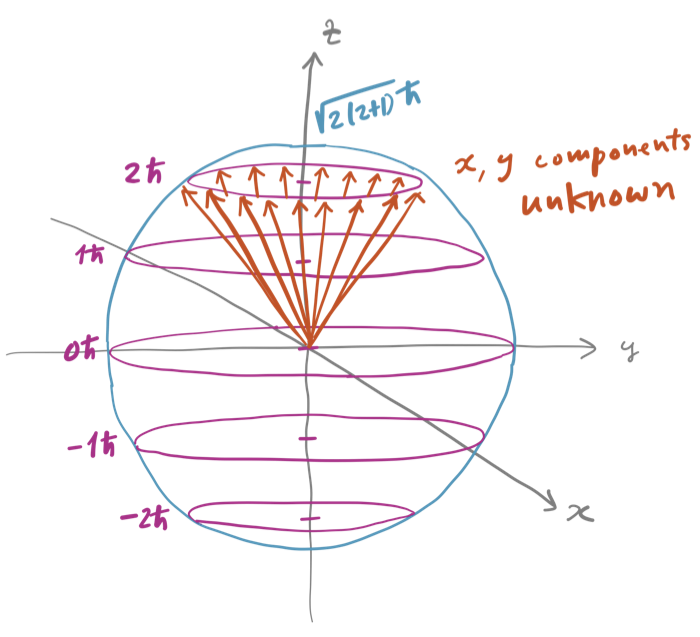 z
√2(2+1) ħ
2ħ
x, y components
unknown
1ħ
0ħ
y
-1ħ
-2ħ
x